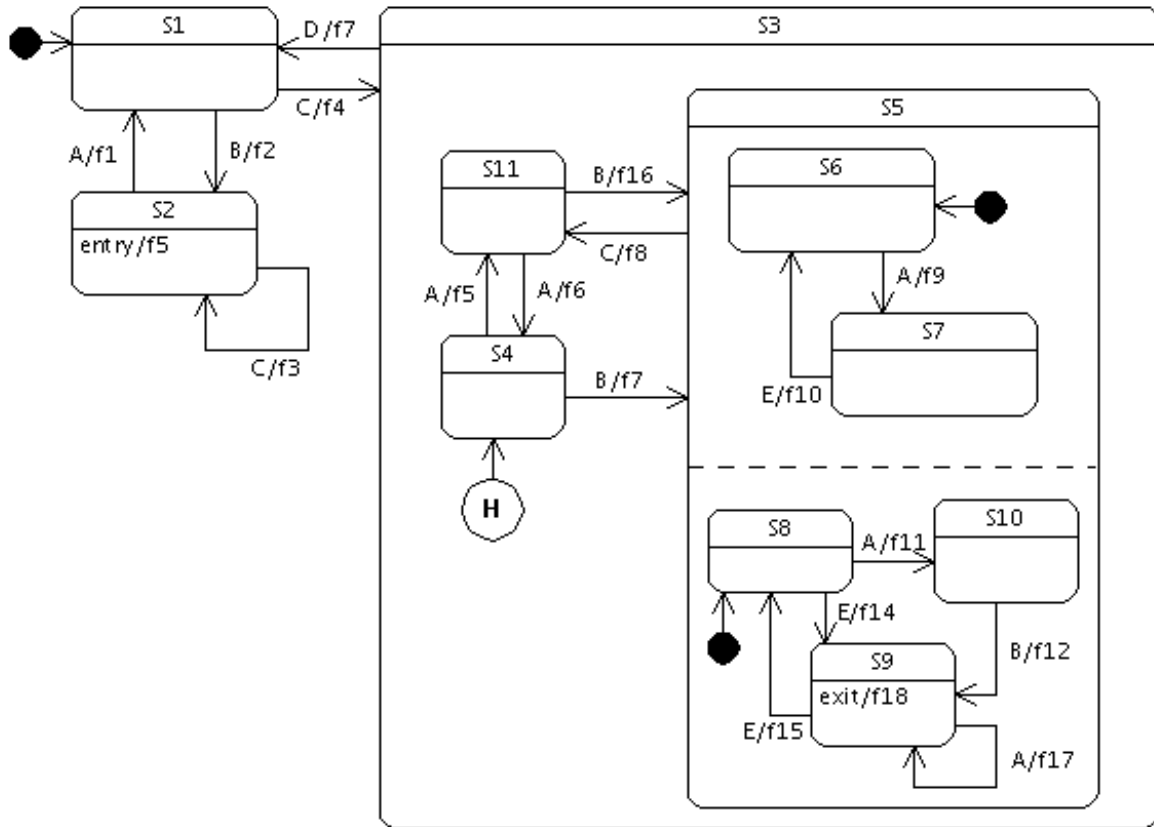 S1
S3
D/f7
C/f4
S5
A/f1
B/f2
S11
S6
B/f16
S2
entry/f5
C/f8
A/f9
A/f5
A/f6
S7
S4
C/f3
B/f7
E/f10
H
S8
S10
A/f11
E/f14
S9
B/f12
exit/f18
E/f15
A/f17